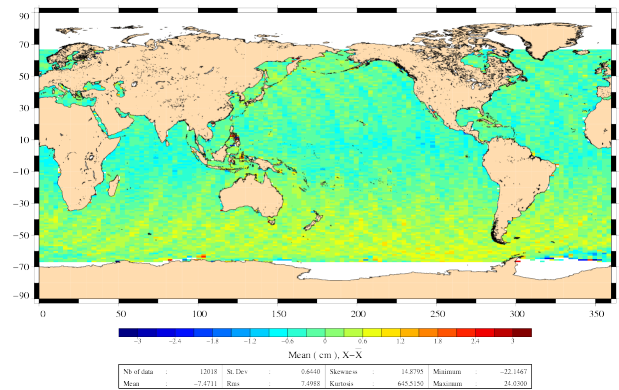 90
70
50
30
10
−10
−30
−50
−70
−90
0 50 100 150 200 250 300 350
−3 −2.4 −1.8 −1.2 −0.6 0 0.6 1.2 1.8 2.4 3
Mean ( cm ), X−X̅
Nb of data : 12018 St. Dev : 0.6440 Skewness : 14.8795 Minimum : −22.1467
Mean : −7.4711 Rms : 7.4988 Kurtosis : 645.5150 Maximum : 24.0300